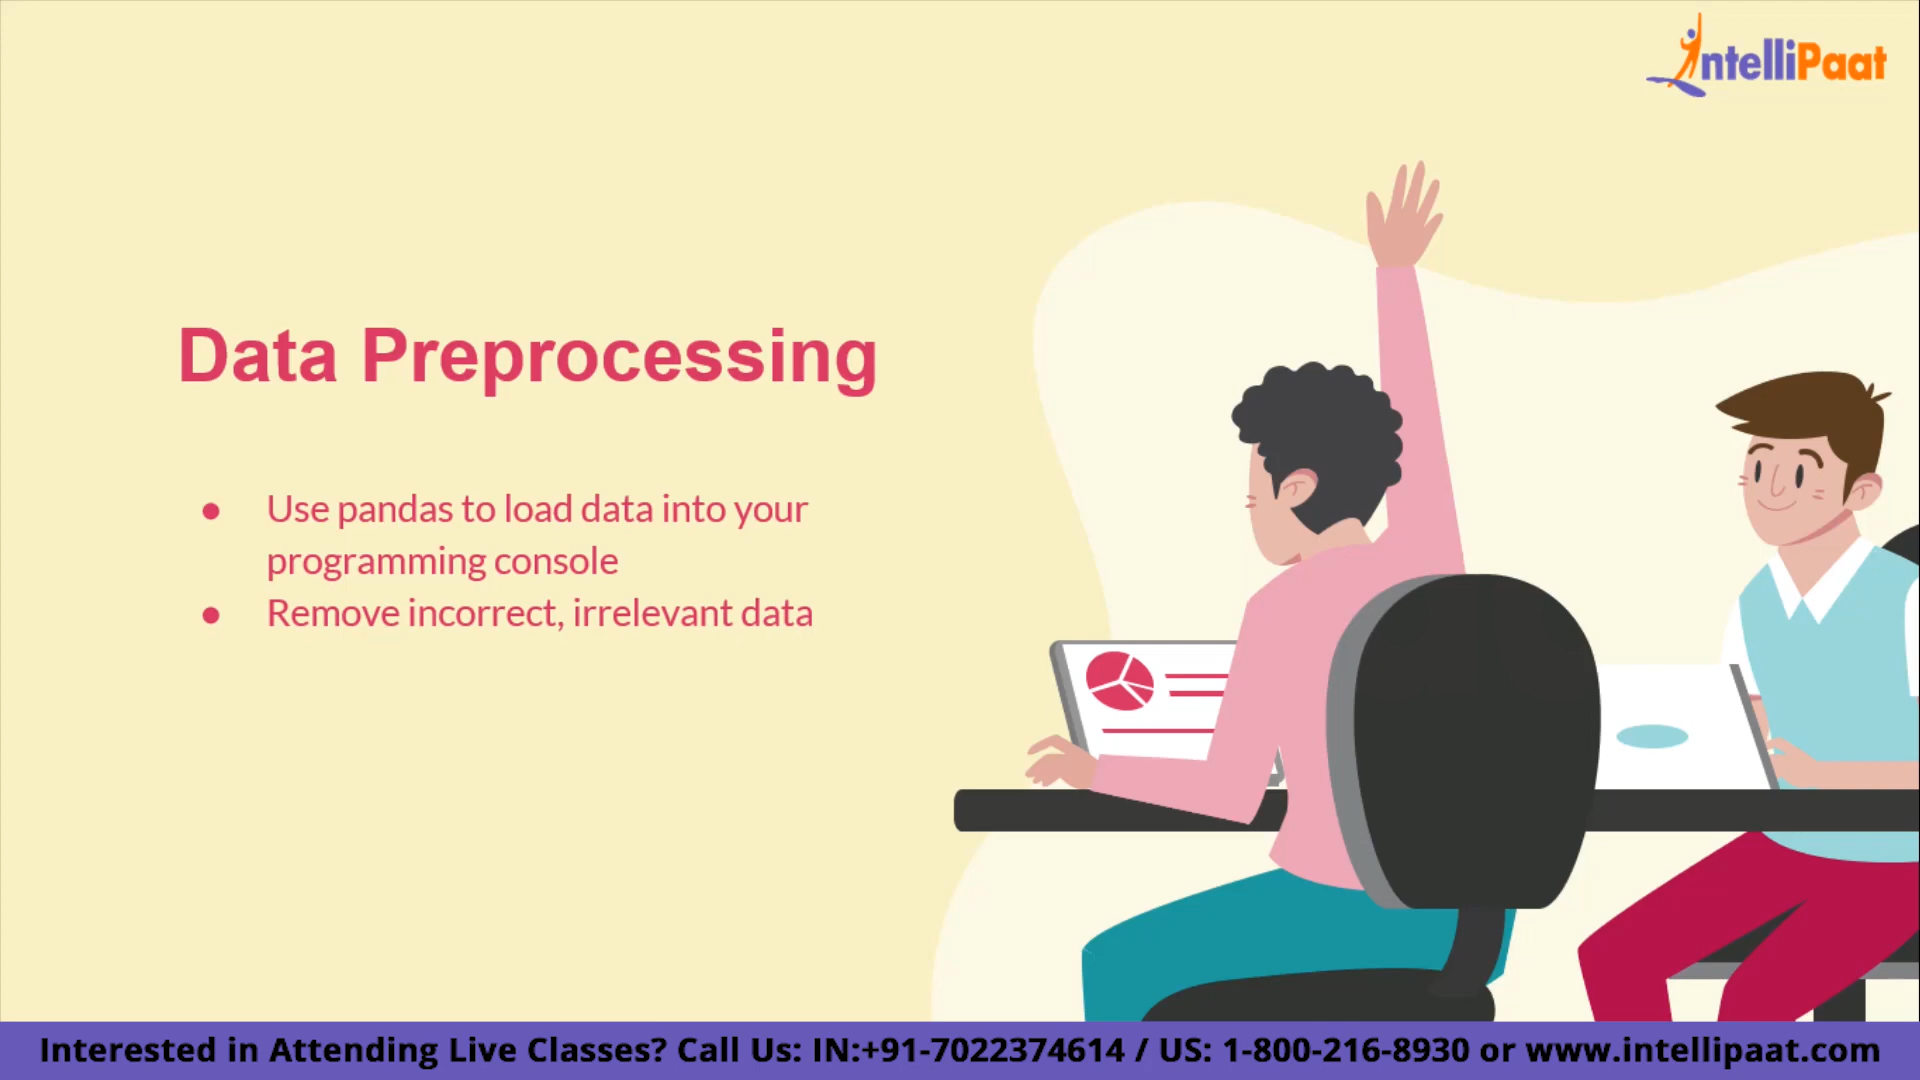 IntelliPaat
Data Preprocessing
● Use pandas to load data into your
programming console
● Remove incorrect, irrelevant data
Interested in Attending Live Classes? Call Us: IN:+91-7022374614 / US: 1-800-216-8930 or www.intellipaat.com